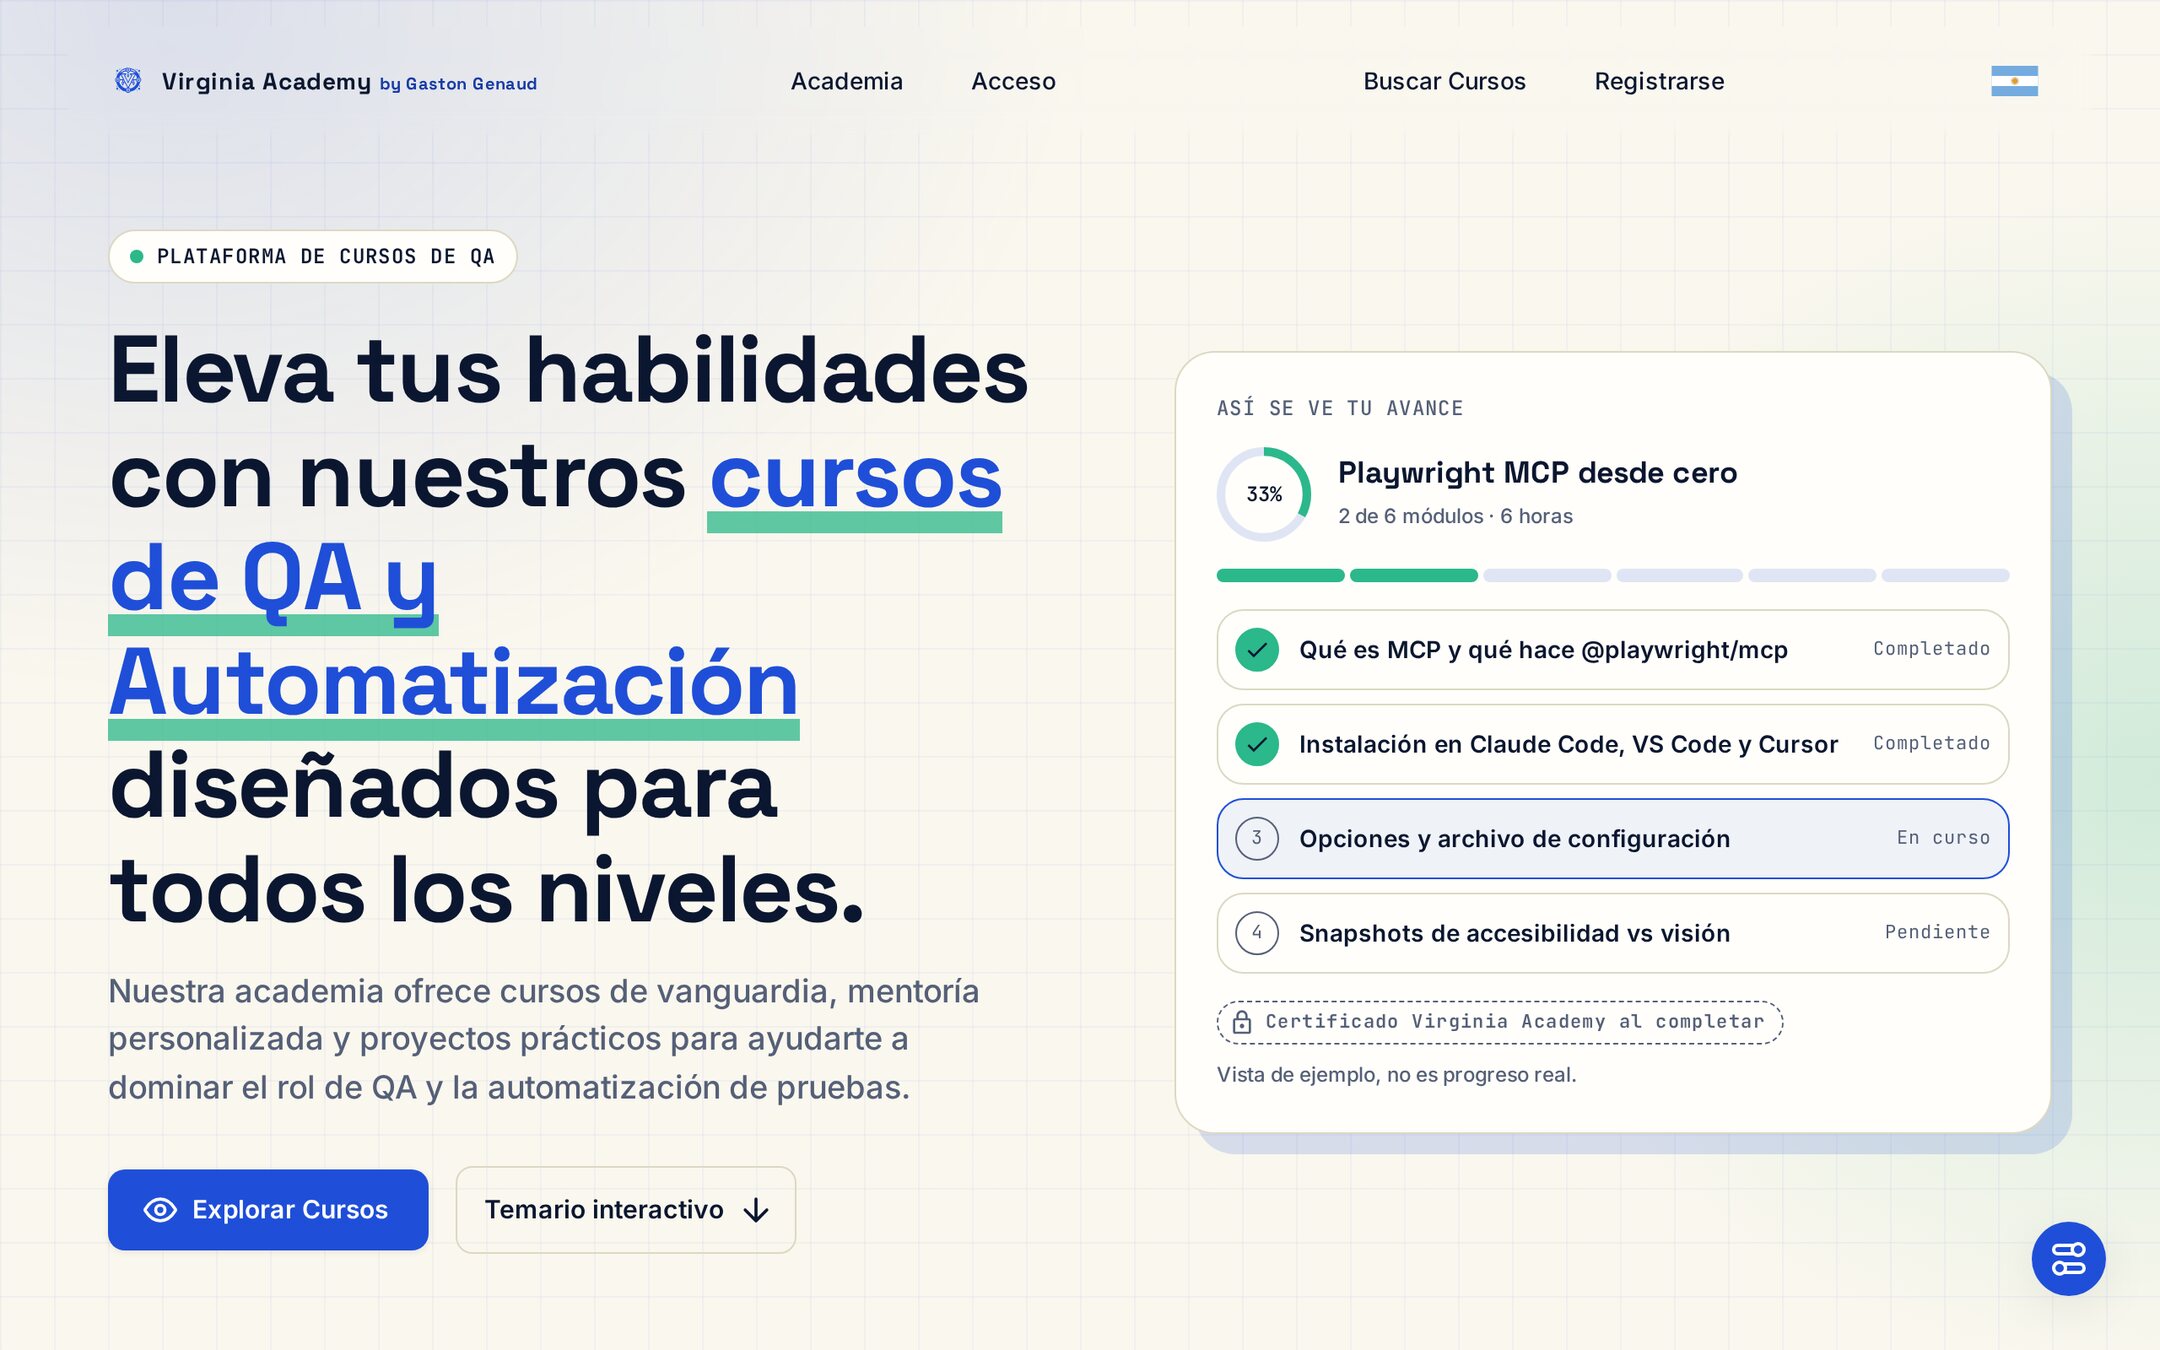 Virginia Academy by Gaston Genaud
Academia
Acceso
Buscar Cursos
Registrarse
PLATAFORMA DE CURSOS DE QA
Eleva tus habilidades
con nuestros cursos
de QA y
Automatización
diseñados para
todos los niveles.
Nuestra academia ofrece cursos de vanguardia, mentoría
personalizada y proyectos prácticos para ayudarte a
dominar el rol de QA y la automatización de pruebas.
Explorar Cursos
Temario interactivo
ASÍ SE VE TU AVANCE
33%
Playwright MCP desde cero
2 de 6 módulos · 6 horas
Qué es MCP y qué hace @playwright/mcp
Completado
Instalación en Claude Code, VS Code y Cursor
Completado
3
Opciones y archivo de configuración
En curso
4
Snapshots de accesibilidad vs visión
Pendiente
Certificado Virginia Academy al completar
Vista de ejemplo, no es progreso real.